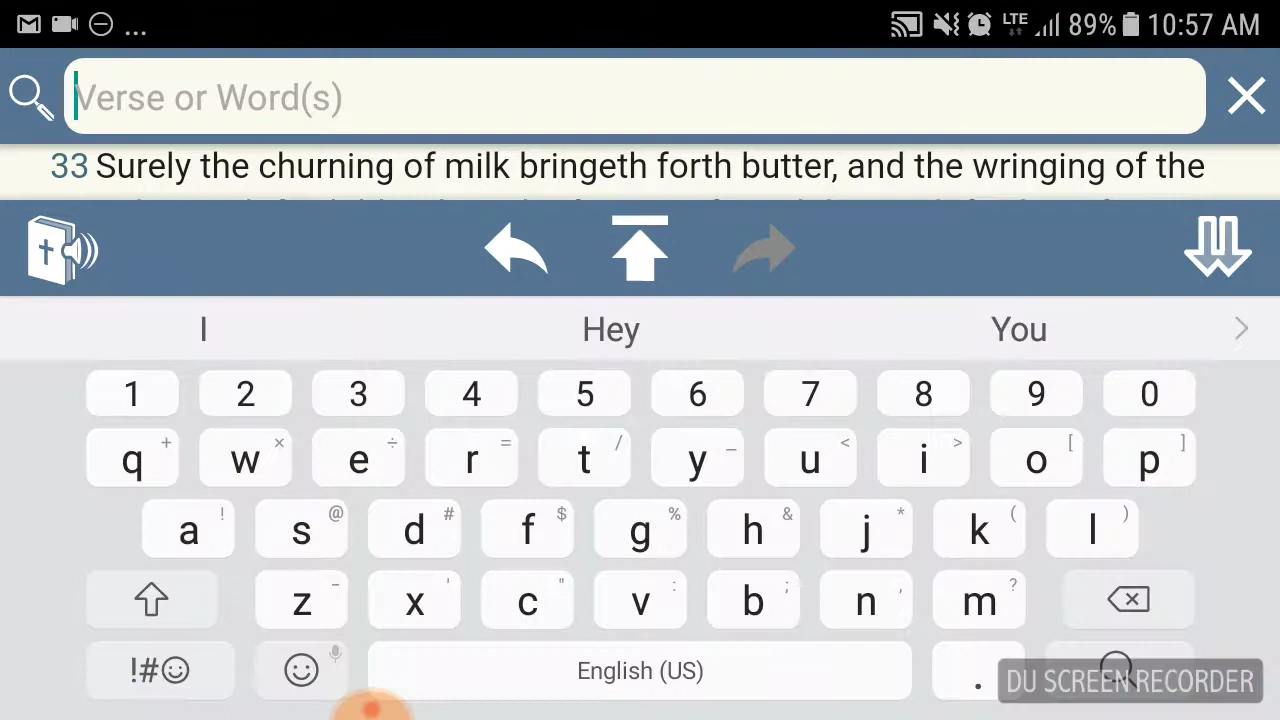 ... LTE 89% 10:57 AM
Verse or Word(s)
33 Surely the churning of milk bringeth forth butter, and the wringing of the
I Hey You
1 2 3 4 5 6 7 8 9 0
q + w × e ÷ r = t / y _ u < i > o [ p ]
a ! s @ d # f $ g % h & j * k ( l )
z - x ' c " v : b ; n , m ?
!#☺ English (US) .
DU SCREEN RECORDER